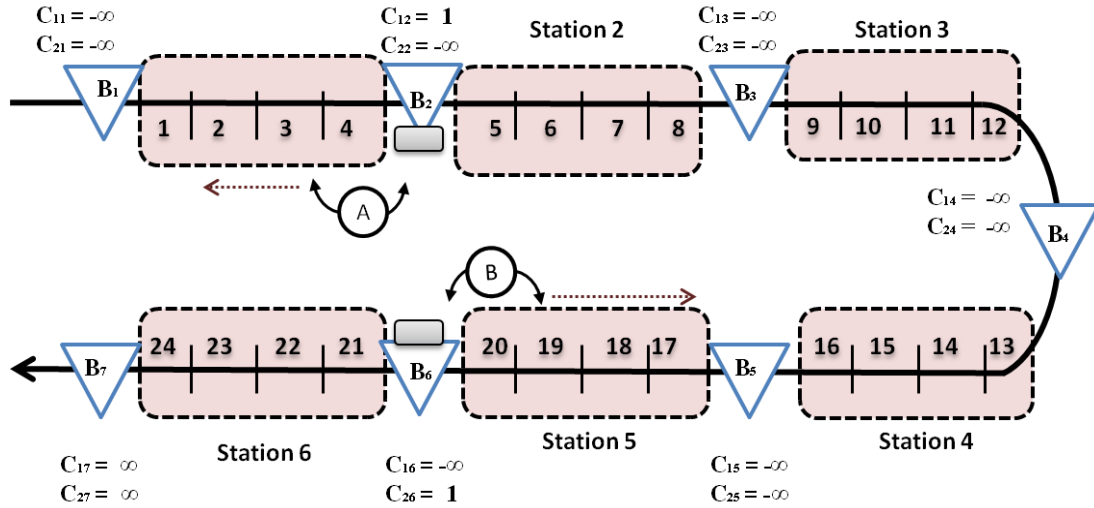 C₁₁ = -∞
C₂₁ = -∞
C₁₂ = 1
C₂₂ = -∞
Station 2
C₁₃ = -∞
C₂₃ = -∞
Station 3
B₁
B₂
B₃
1 2 3 4
5 6 7 8
9 10 11 12
A
C₁₄ = -∞
C₂₄ = -∞
B₄
B
24 23 22 21
20 19 18 17
16 15 14 13
B₇
B₆
B₅
Station 6
Station 5
Station 4
C₁₇ = ∞
C₂₇ = ∞
C₁₆ = -∞
C₂₆ = 1
C₁₅ = -∞
C₂₅ = -∞